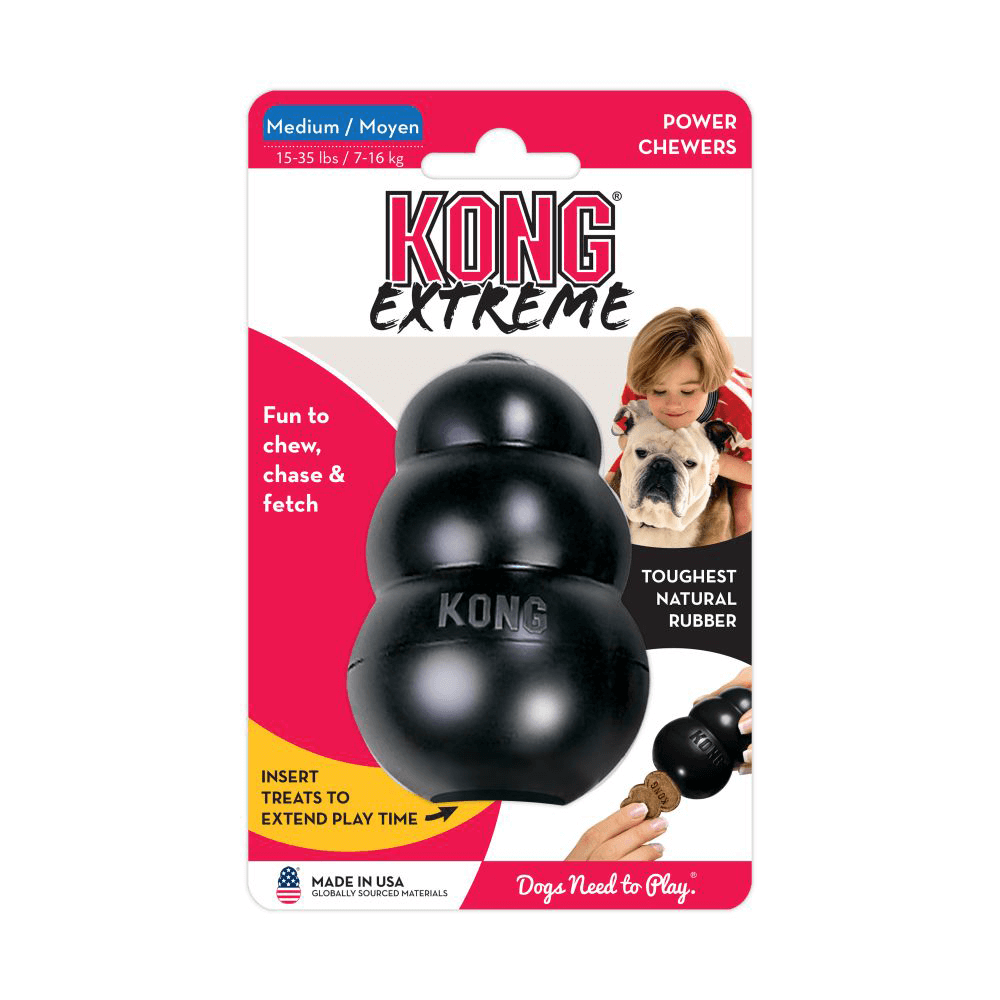 Medium / Moyen
15-35 lbs / 7-16 kg
POWER
CHEWERS
KONG®
EXTREME
Fun to
chew,
chase &
fetch
KONG
TOUGHEST
NATURAL
RUBBER
KONG
KONG
INSERT
TREATS TO
EXTEND PLAY TIME
MADE IN USA
GLOBALLY SOURCED MATERIALS
Dogs Need to Play.®